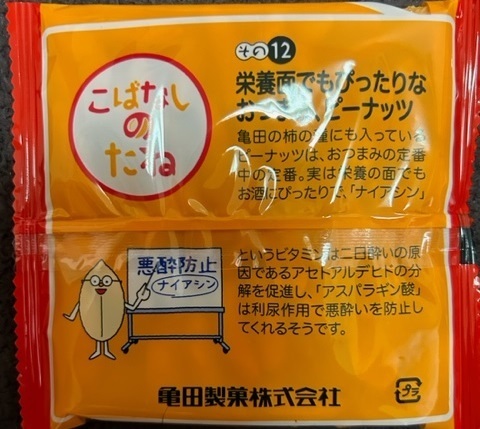 こばなし
の
たね
その12
栄養面でもぴったりな
おつまみ、ピーナッツ
亀田の柿の種にも入っている
ピーナッツは、おつまみの定番
中の定番。実は栄養の面でも
お酒にぴったりで、「ナイアシン」
というビタミンは二日酔いの原
因であるアセトアルデヒドの分
解を促進し、「アスパラギン酸」
は利尿作用で悪酔いを防止し
てくれるそうです。
悪酔防止
ナイアシン
亀田製菓株式会社
プラ